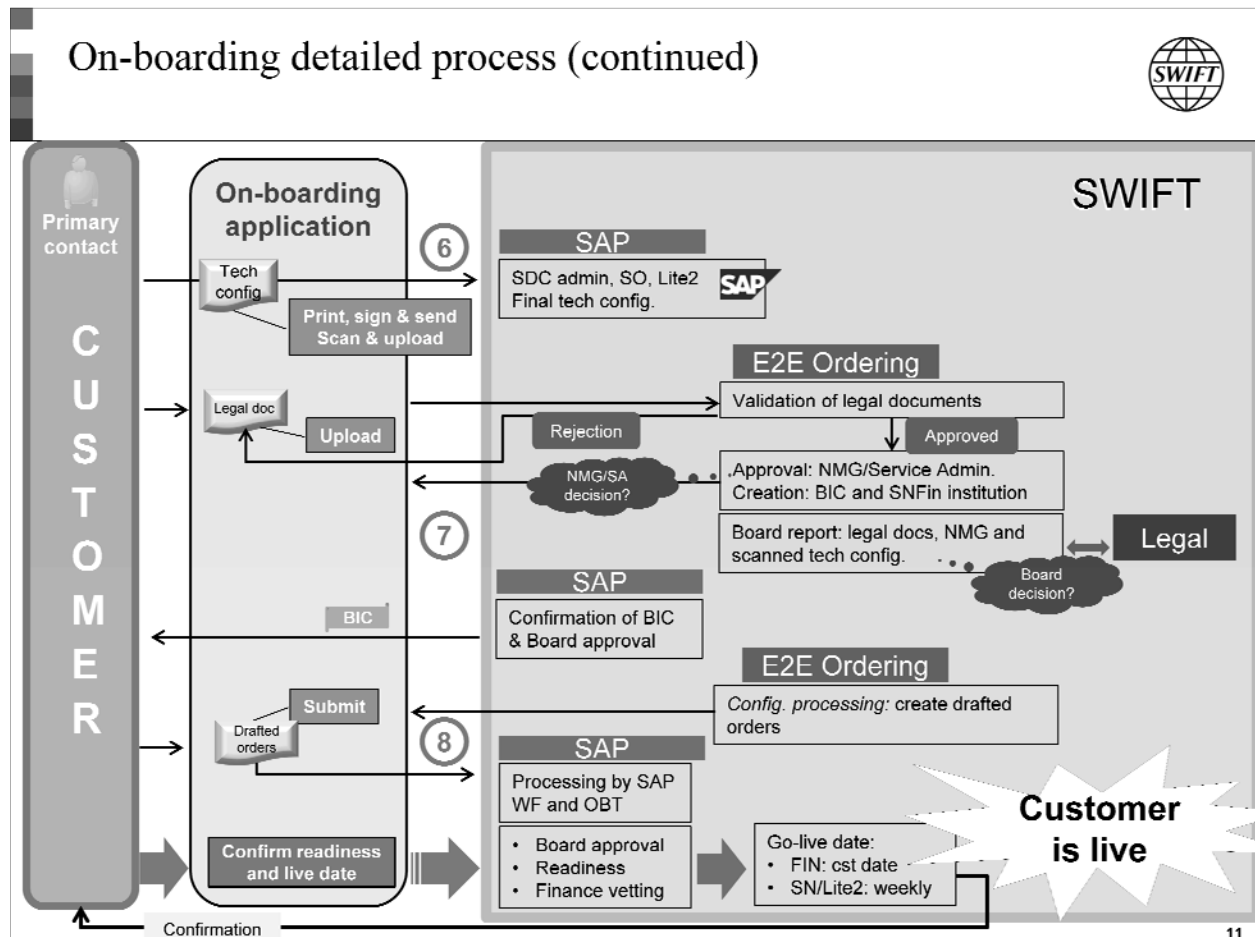 On-boarding detailed process (continued)
SWIFT
Primary
contact
CUSTOMER
On-boarding
application
SWIFT
6
SAP
Tech
config
SDC admin, SO, Lite2
Final tech config.
SAP
Print, sign & send
Scan & upload
E2E Ordering
Legal doc
Validation of legal documents
Upload
Rejection
Approved
NMG/SA
decision?
Approval: NMG/Service Admin.
Creation: BIC and SNFin institution
7
Board report: legal docs, NMG and
scanned tech config.
Legal
Board
decision?
SAP
BIC
Confirmation of BIC
& Board approval
E2E Ordering
Submit
Config. processing: create drafted
orders
Drafted
orders
8
SAP
Processing by SAP
WF and OBT
Customer
is live
Confirm readiness
and live date
• Board approval
• Readiness
• Finance vetting
Go-live date:
• FIN: cst date
• SN/Lite2: weekly
Confirmation
11